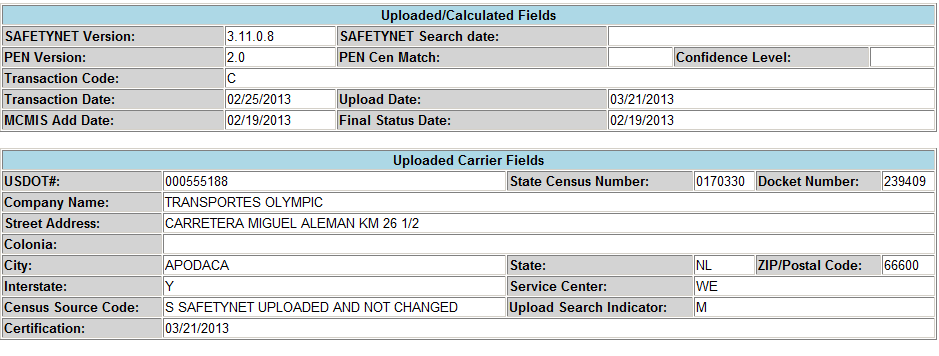 Uploaded/Calculated Fields
SAFETYNET Version: 3.11.0.8 SAFETYNET Search date:
PEN Version: 2.0 PEN Cen Match: Confidence Level:
Transaction Code: C
Transaction Date: 02/25/2013 Upload Date: 03/21/2013
MCMIS Add Date: 02/19/2013 Final Status Date: 02/19/2013
Uploaded Carrier Fields
USDOT#: 000555188 State Census Number: 0170330 Docket Number: 239409
Company Name: TRANSPORTES OLYMPIC
Street Address: CARRETERA MIGUEL ALEMAN KM 26 1/2
Colonia:
City: APODACA State: NL ZIP/Postal Code: 66600
Interstate: Y Service Center: WE
Census Source Code: S SAFETYNET UPLOADED AND NOT CHANGED Upload Search Indicator: M
Certification: 03/21/2013